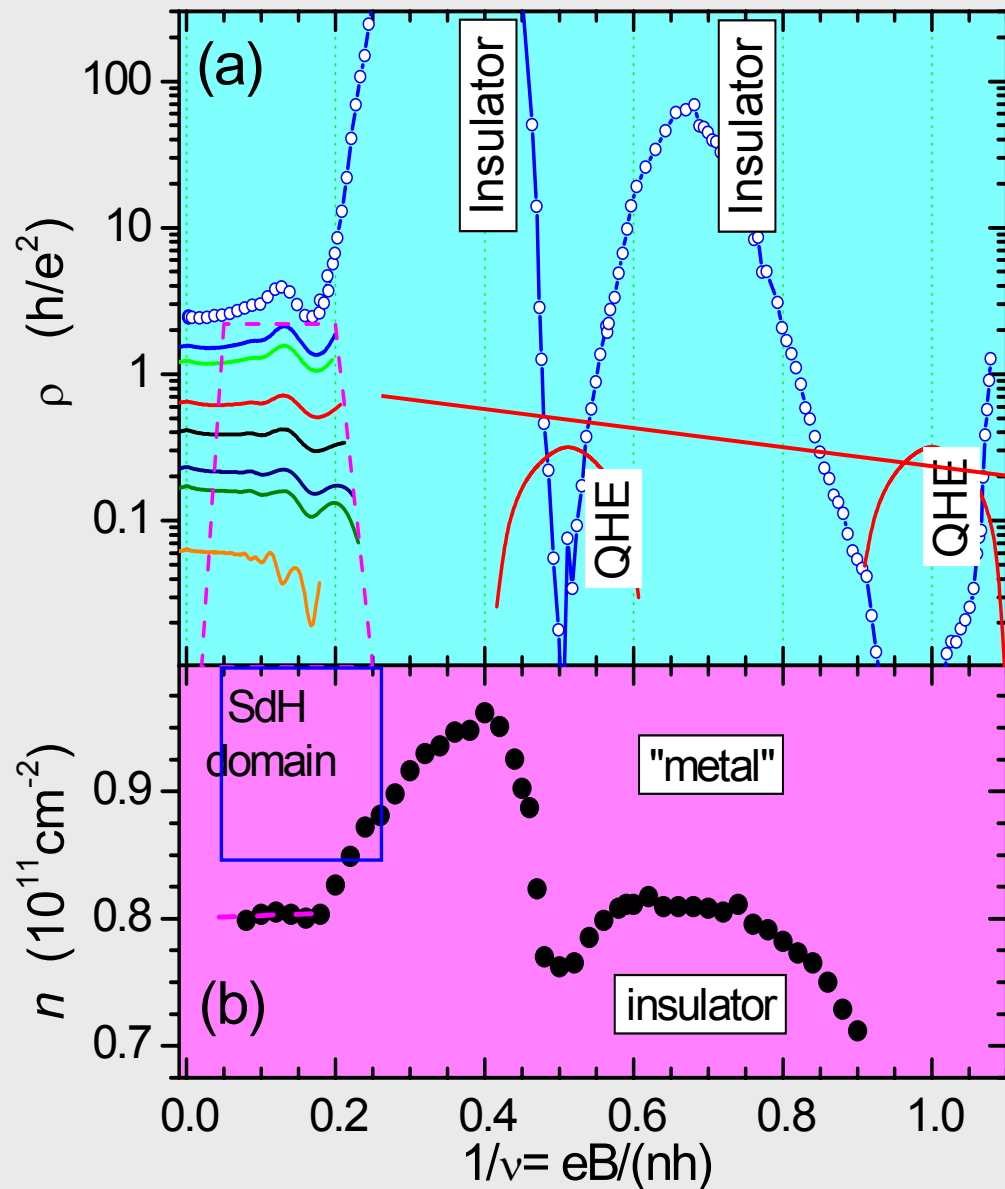 (a)
Insulator
Insulator
100
10
1
0.1
ρ (h/e²)
QHE
QHE
SdH
domain
"metal"
0.9
0.8
0.7
n (10¹¹cm⁻²)
insulator
(b)
0.0 0.2 0.4 0.6 0.8 1.0
1/ν= eB/(nh)